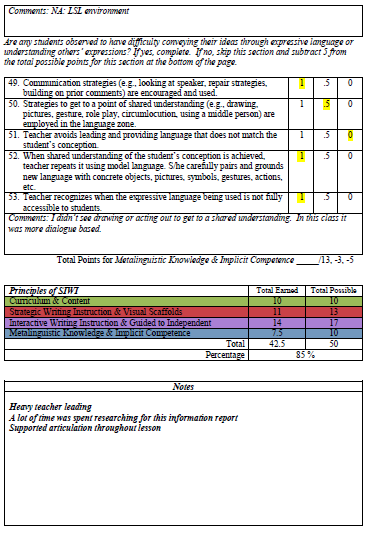 Comments: NA: LSL environment
Are any students observed to have difficulty conveying their ideas through expressive language or
understanding others' expressions? If yes, complete. If no, skip this section and subtract 5 from
the total possible points for this section at the bottom of the page.
49. Communication strategies (e.g., looking at speaker, repair strategies, 1 .5 0
building on prior comments) are encouraged and used.
50. Strategies to get to a point of shared understanding (e.g., drawing, 1 .5 0
pictures, gesture, role play, circumlocution, using a middle person) are
employed in the language zone.
51. Teacher avoids leading and providing language that does not match the 1 .5 0
student's conception.
52. When shared understanding of the student's conception is achieved, 1 .5 0
teacher repeats it using model language. S/he carefully pairs and grounds
new language with concrete objects, pictures, symbols, gestures, actions,
etc.
53. Teacher recognizes when the expressive language being used is not fully 1 .5 0
accessible to students.
Comments: I didn't see drawing or acting out to get to a shared understanding. In this class it
was more dialogue based.
Total Points for Metalinguistic Knowledge & Implicit Competence _____/13, -3, -5
Principles of SIWI Total Earned Total Possible
Curriculum & Content 10 10
Strategic Writing Instruction & Visual Scaffolds 11 13
Interactive Writing Instruction & Guided to Independent 14 17
Metalinguistic Knowledge & Implicit Competence 7.5 10
Total 42.5 50
Percentage 85 %
Notes
Heavy teacher leading
A lot of time was spent researching for this information report
Supported articulation throughout lesson